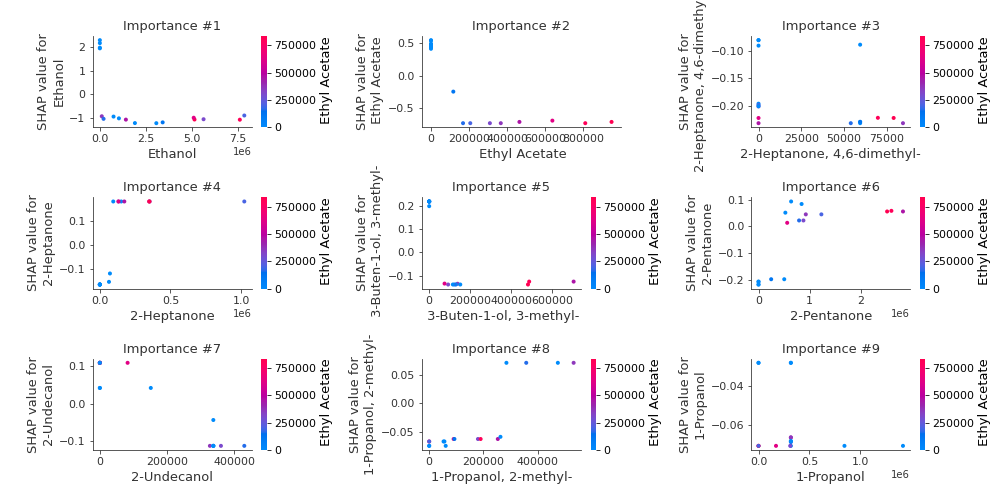 Importance #1
SHAP value for
Ethanol
2
1
0
−1
0.0
2.5
5.0
7.5
1e6
Ethanol
750000
500000
250000
0
Ethyl Acetate
Importance #2
SHAP value for
Ethyl Acetate
0.5
0.0
−0.5
0
200000
400000
600000
800000
Ethyl Acetate
Importance #3
SHAP value for
2-Heptanone, 4,6-dimethyl-
−0.10
−0.15
−0.20
0
25000
50000
75000
2-Heptanone, 4,6-dimethyl-
750000
500000
250000
0
Ethyl Acetate
Importance #4
SHAP value for
2-Heptanone
0.1
0.0
−0.1
0.0
0.5
1.0
1e6
2-Heptanone
750000
500000
250000
0
Ethyl Acetate
Importance #5
SHAP value for
3-Buten-1-ol, 3-methyl-
0.2
0.1
0.0
−0.1
0
200000
400000
600000
3-Buten-1-ol, 3-methyl-
750000
500000
250000
0
Ethyl Acetate
Importance #6
SHAP value for
2-Pentanone
0.1
0.0
−0.1
−0.2
0
1
2
1e6
2-Pentanone
750000
500000
250000
0
Ethyl Acetate
Importance #7
SHAP value for
2-Undecanol
0.1
0.0
−0.1
0
200000
400000
2-Undecanol
750000
500000
250000
0
Ethyl Acetate
Importance #8
SHAP value for
1-Propanol, 2-methyl-
0.05
0.00
−0.05
0
200000
400000
1-Propanol, 2-methyl-
750000
500000
250000
0
Ethyl Acetate
Importance #9
SHAP value for
1-Propanol
−0.04
−0.06
0.0
0.5
1.0
1e6
1-Propanol
750000
500000
250000
0
Ethyl Acetate